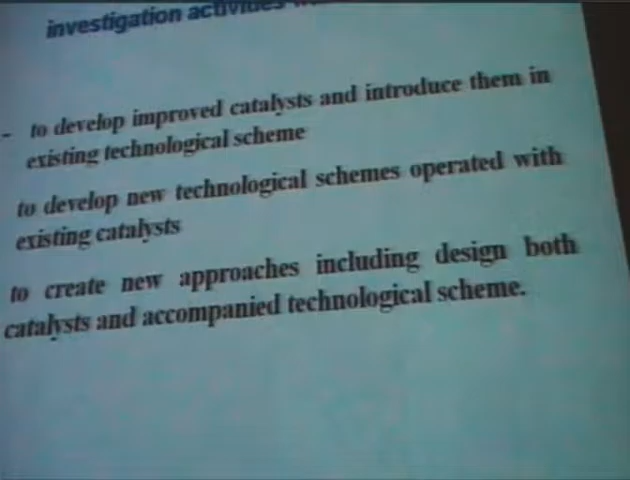 investigation activities
- to develop improved catalysts and introduce them in
existing technological scheme
to develop new technological schemes operated with
existing catalysts
to create new approaches including design both
catalysts and accompanied technological scheme.